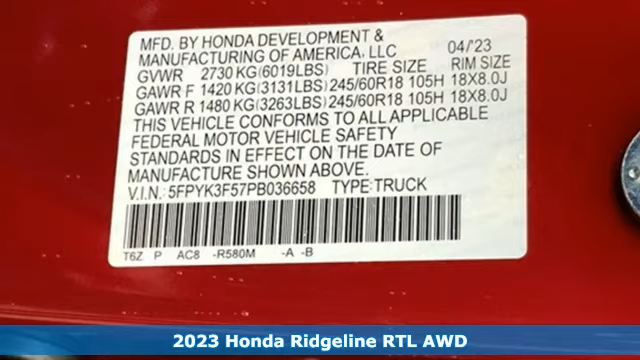 MFD. BY HONDA DEVELOPMENT &
MANUFACTURING OF AMERICA, LLC 04/'23
GVWR 2730 KG(6019LBS) TIRE SIZE RIM SIZE
GAWR F 1420 KG(3131LBS) 245/60R18 105H 18X8.0J
GAWR R 1480 KG(3263LBS) 245/60R18 105H 18X8.0J
THIS VEHICLE CONFORMS TO ALL APPLICABLE
FEDERAL MOTOR VEHICLE SAFETY
STANDARDS IN EFFECT ON THE DATE OF
MANUFACTURE SHOWN ABOVE.
V.I.N.: 5FPYK3F57PB036658 TYPE:TRUCK
T6Z P AC8 -R580M -A -B
2023 Honda Ridgeline RTL AWD